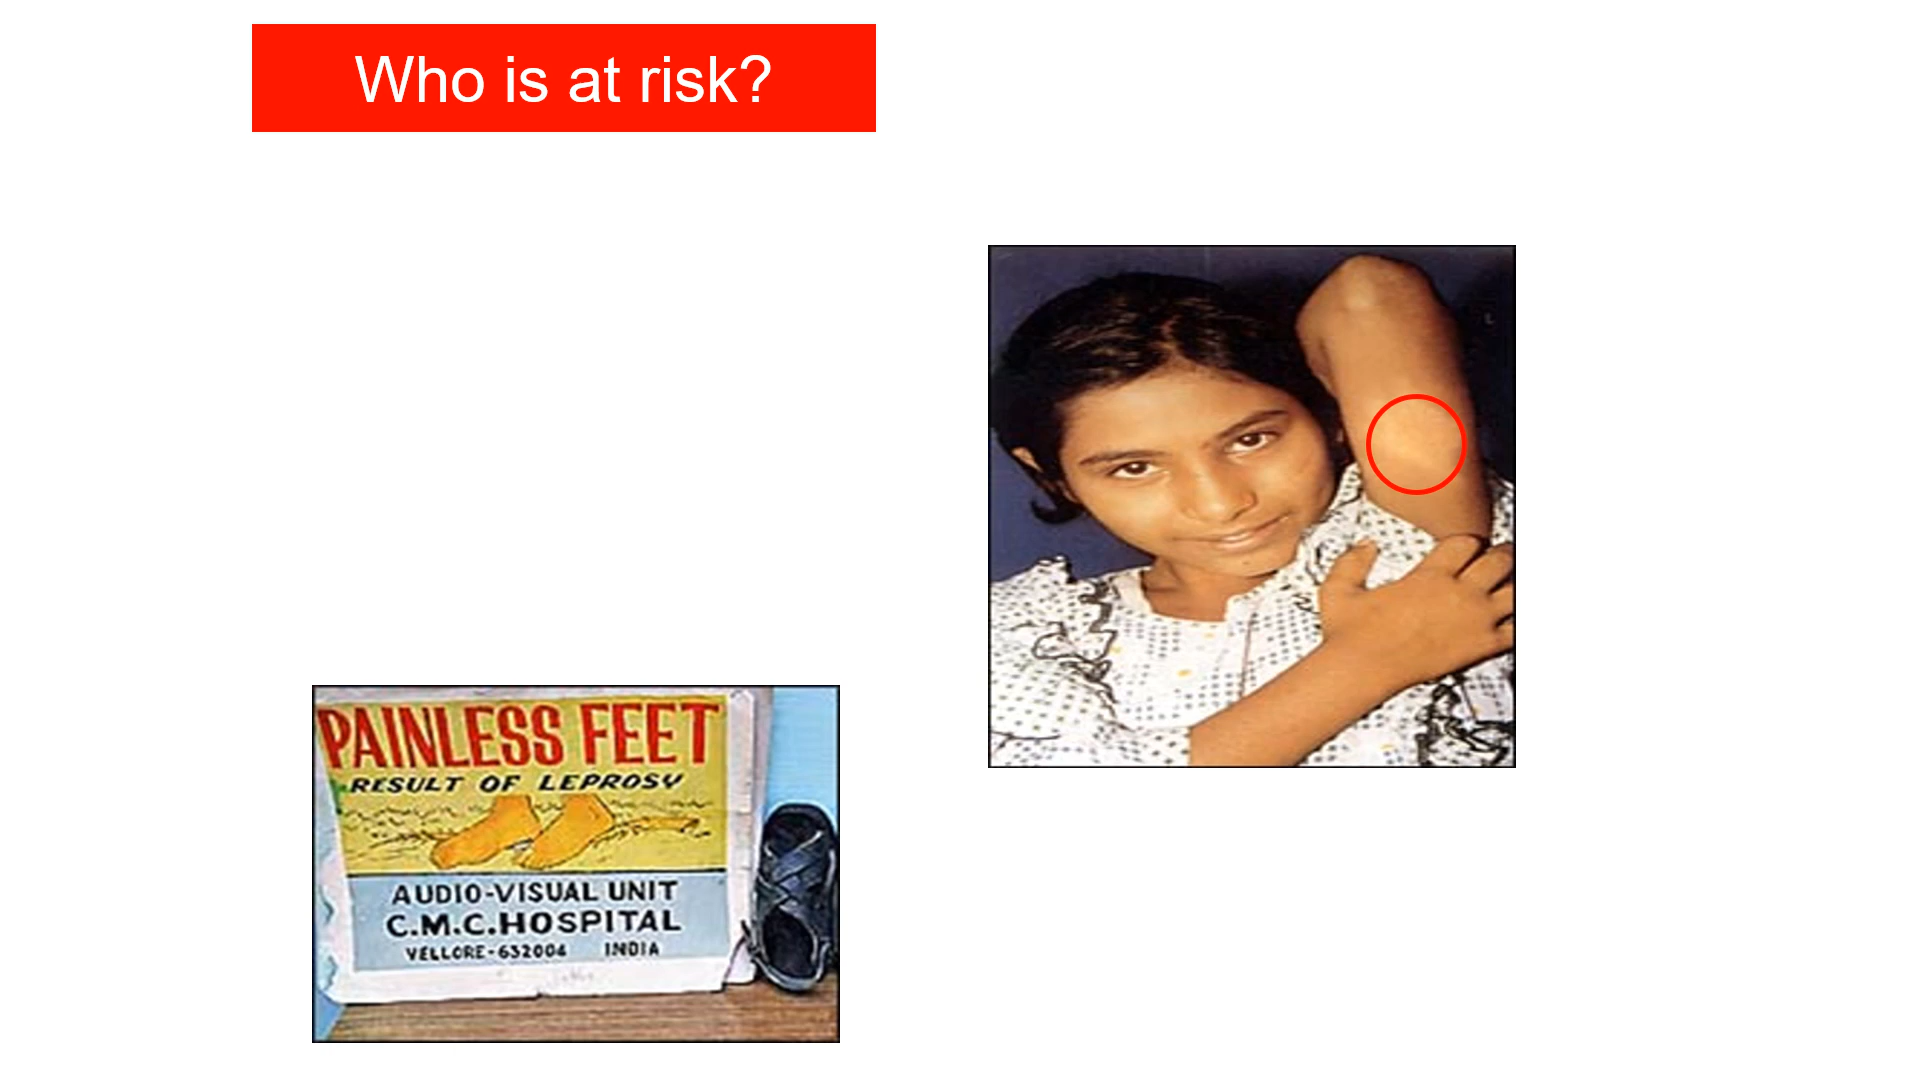 Who is at risk?
PAINLESS FEET
RESULT OF LEPROSY
AUDIO-VISUAL UNIT
C.M.C.HOSPITAL
VELLORE-632004 INDIA